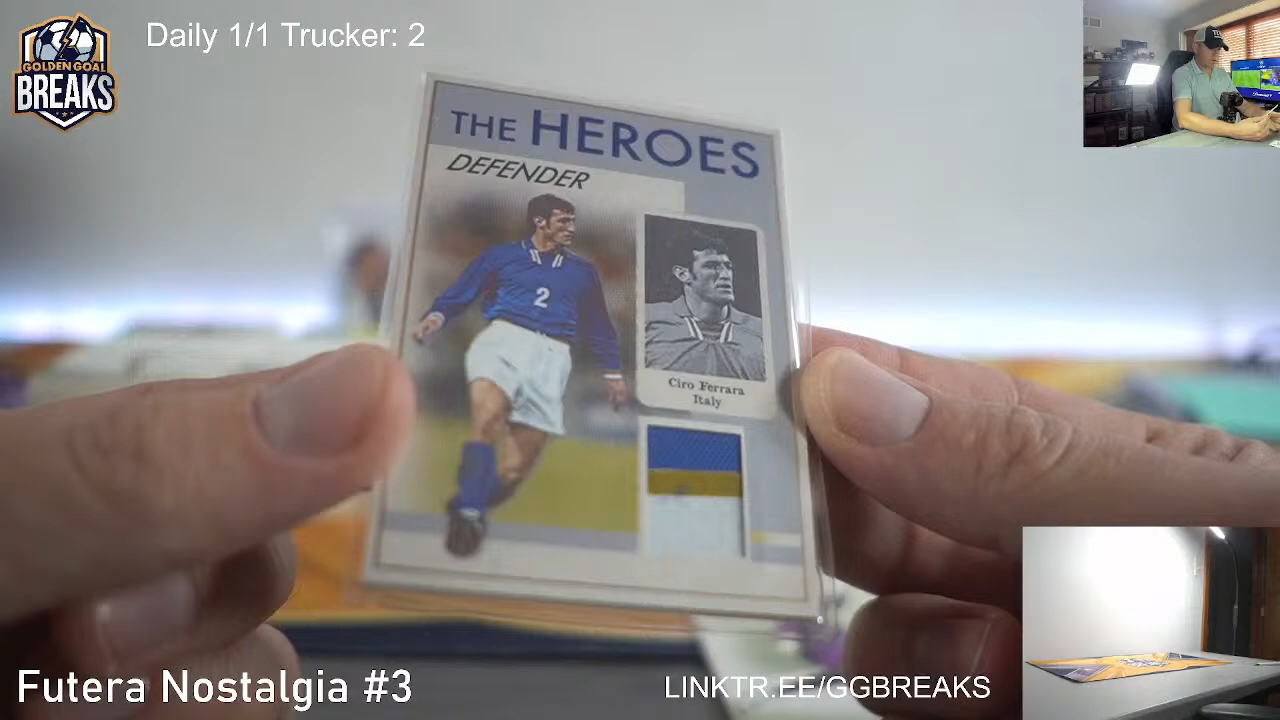 GOLDEN GOAL
BREAKS
Daily 1/1 Trucker: 2
THE HEROES
DEFENDER
2
Ciro Ferrara
Italy
Futera Nostalgia #3
LINKTR.EE/GGBREAKS